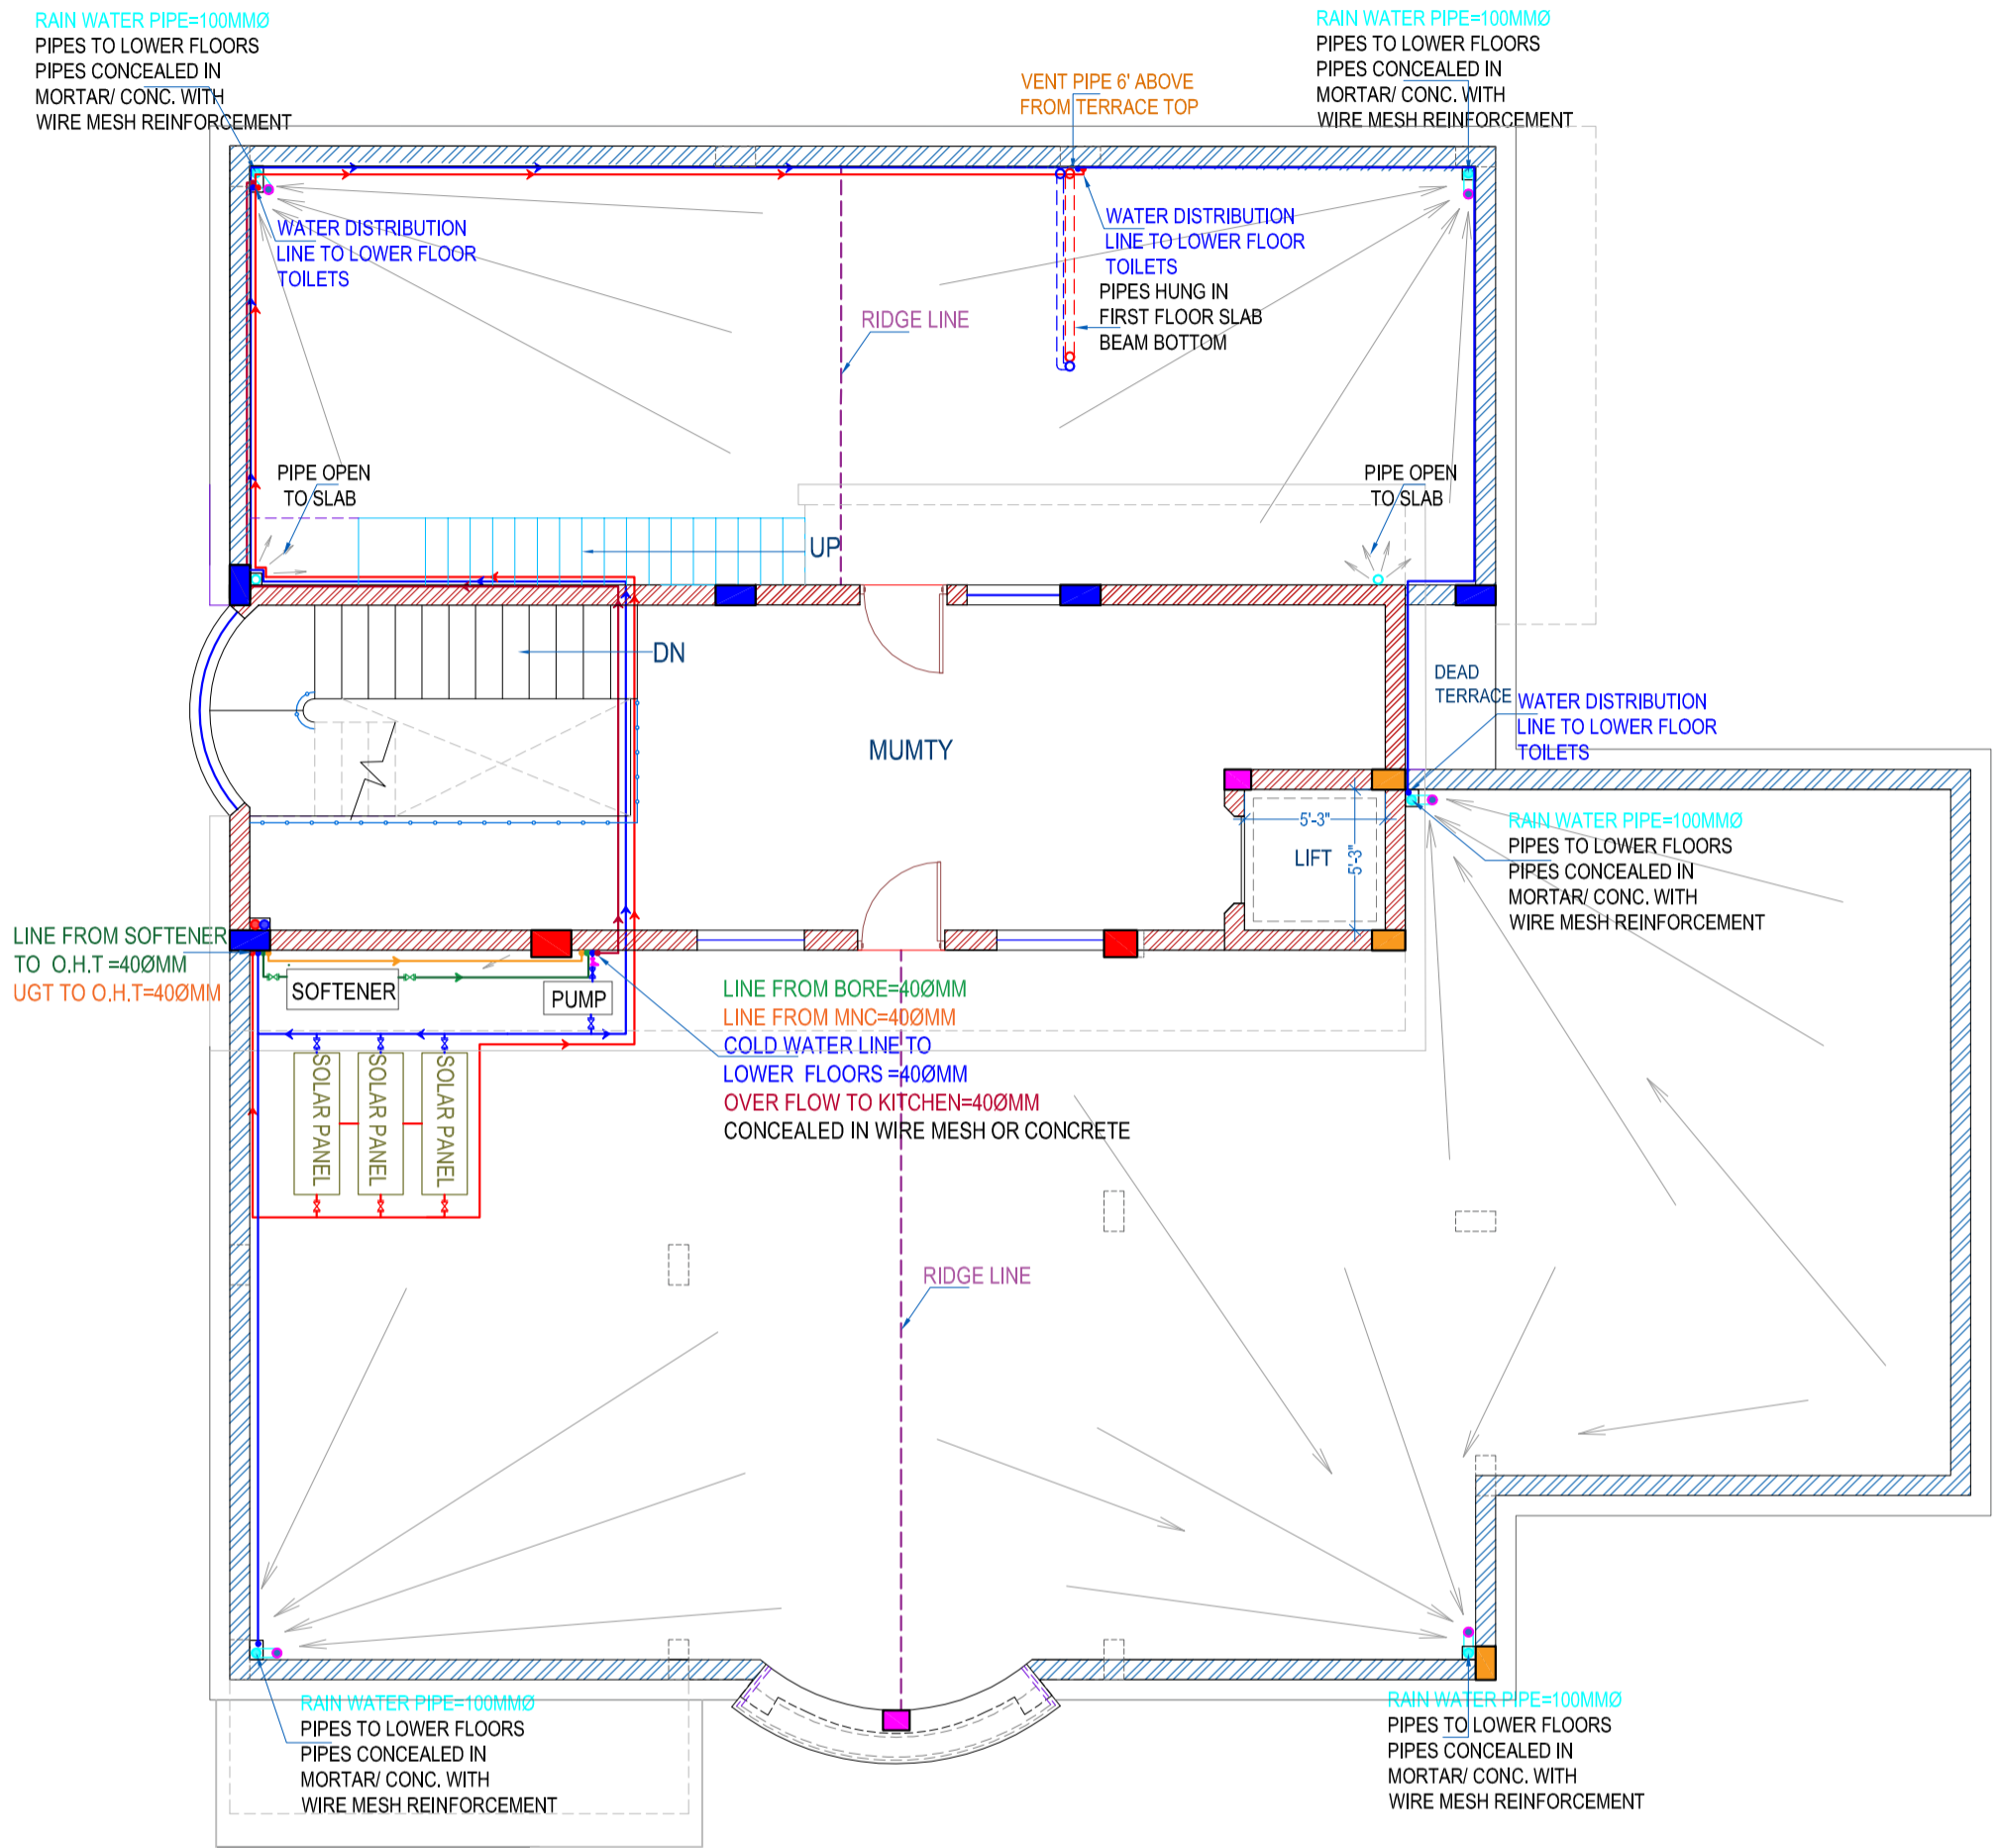 RAIN WATER PIPE=100MMØ
PIPES TO LOWER FLOORS
PIPES CONCEALED IN
MORTAR/ CONC. WITH
WIRE MESH REINFORCEMENT
VENT PIPE 6' ABOVE
FROM TERRACE TOP
RAIN WATER PIPE=100MMØ
PIPES TO LOWER FLOORS
PIPES CONCEALED IN
MORTAR/ CONC. WITH
WIRE MESH REINFORCEMENT
WATER DISTRIBUTION
LINE TO LOWER FLOOR
TOILETS
WATER DISTRIBUTION
LINE TO LOWER FLOOR
TOILETS
PIPES HUNG IN
FIRST FLOOR SLAB
BEAM BOTTOM
RIDGE LINE
PIPE OPEN
TO SLAB
PIPE OPEN
TO SLAB
UP
DN
MUMTY
DEAD
TERRACE
WATER DISTRIBUTION
LINE TO LOWER FLOOR
TOILETS
5'-3"
LIFT
5'-3"
RAIN WATER PIPE=100MMØ
PIPES TO LOWER FLOORS
PIPES CONCEALED IN
MORTAR/ CONC. WITH
WIRE MESH REINFORCEMENT
LINE FROM SOFTENER
TO O.H.T =40ØMM
UGT TO O.H.T=40ØMM
SOFTENER
PUMP
LINE FROM BORE=40ØMM
LINE FROM MNC=40ØMM
COLD WATER LINE TO
LOWER FLOORS =40ØMM
OVER FLOW TO KITCHEN=40ØMM
CONCEALED IN WIRE MESH OR CONCRETE
SOLAR PANEL
SOLAR PANEL
SOLAR PANEL
RIDGE LINE
RAIN WATER PIPE=100MMØ
PIPES TO LOWER FLOORS
PIPES CONCEALED IN
MORTAR/ CONC. WITH
WIRE MESH REINFORCEMENT
RAIN WATER PIPE=100MMØ
PIPES TO LOWER FLOORS
PIPES CONCEALED IN
MORTAR/ CONC. WITH
WIRE MESH REINFORCEMENT